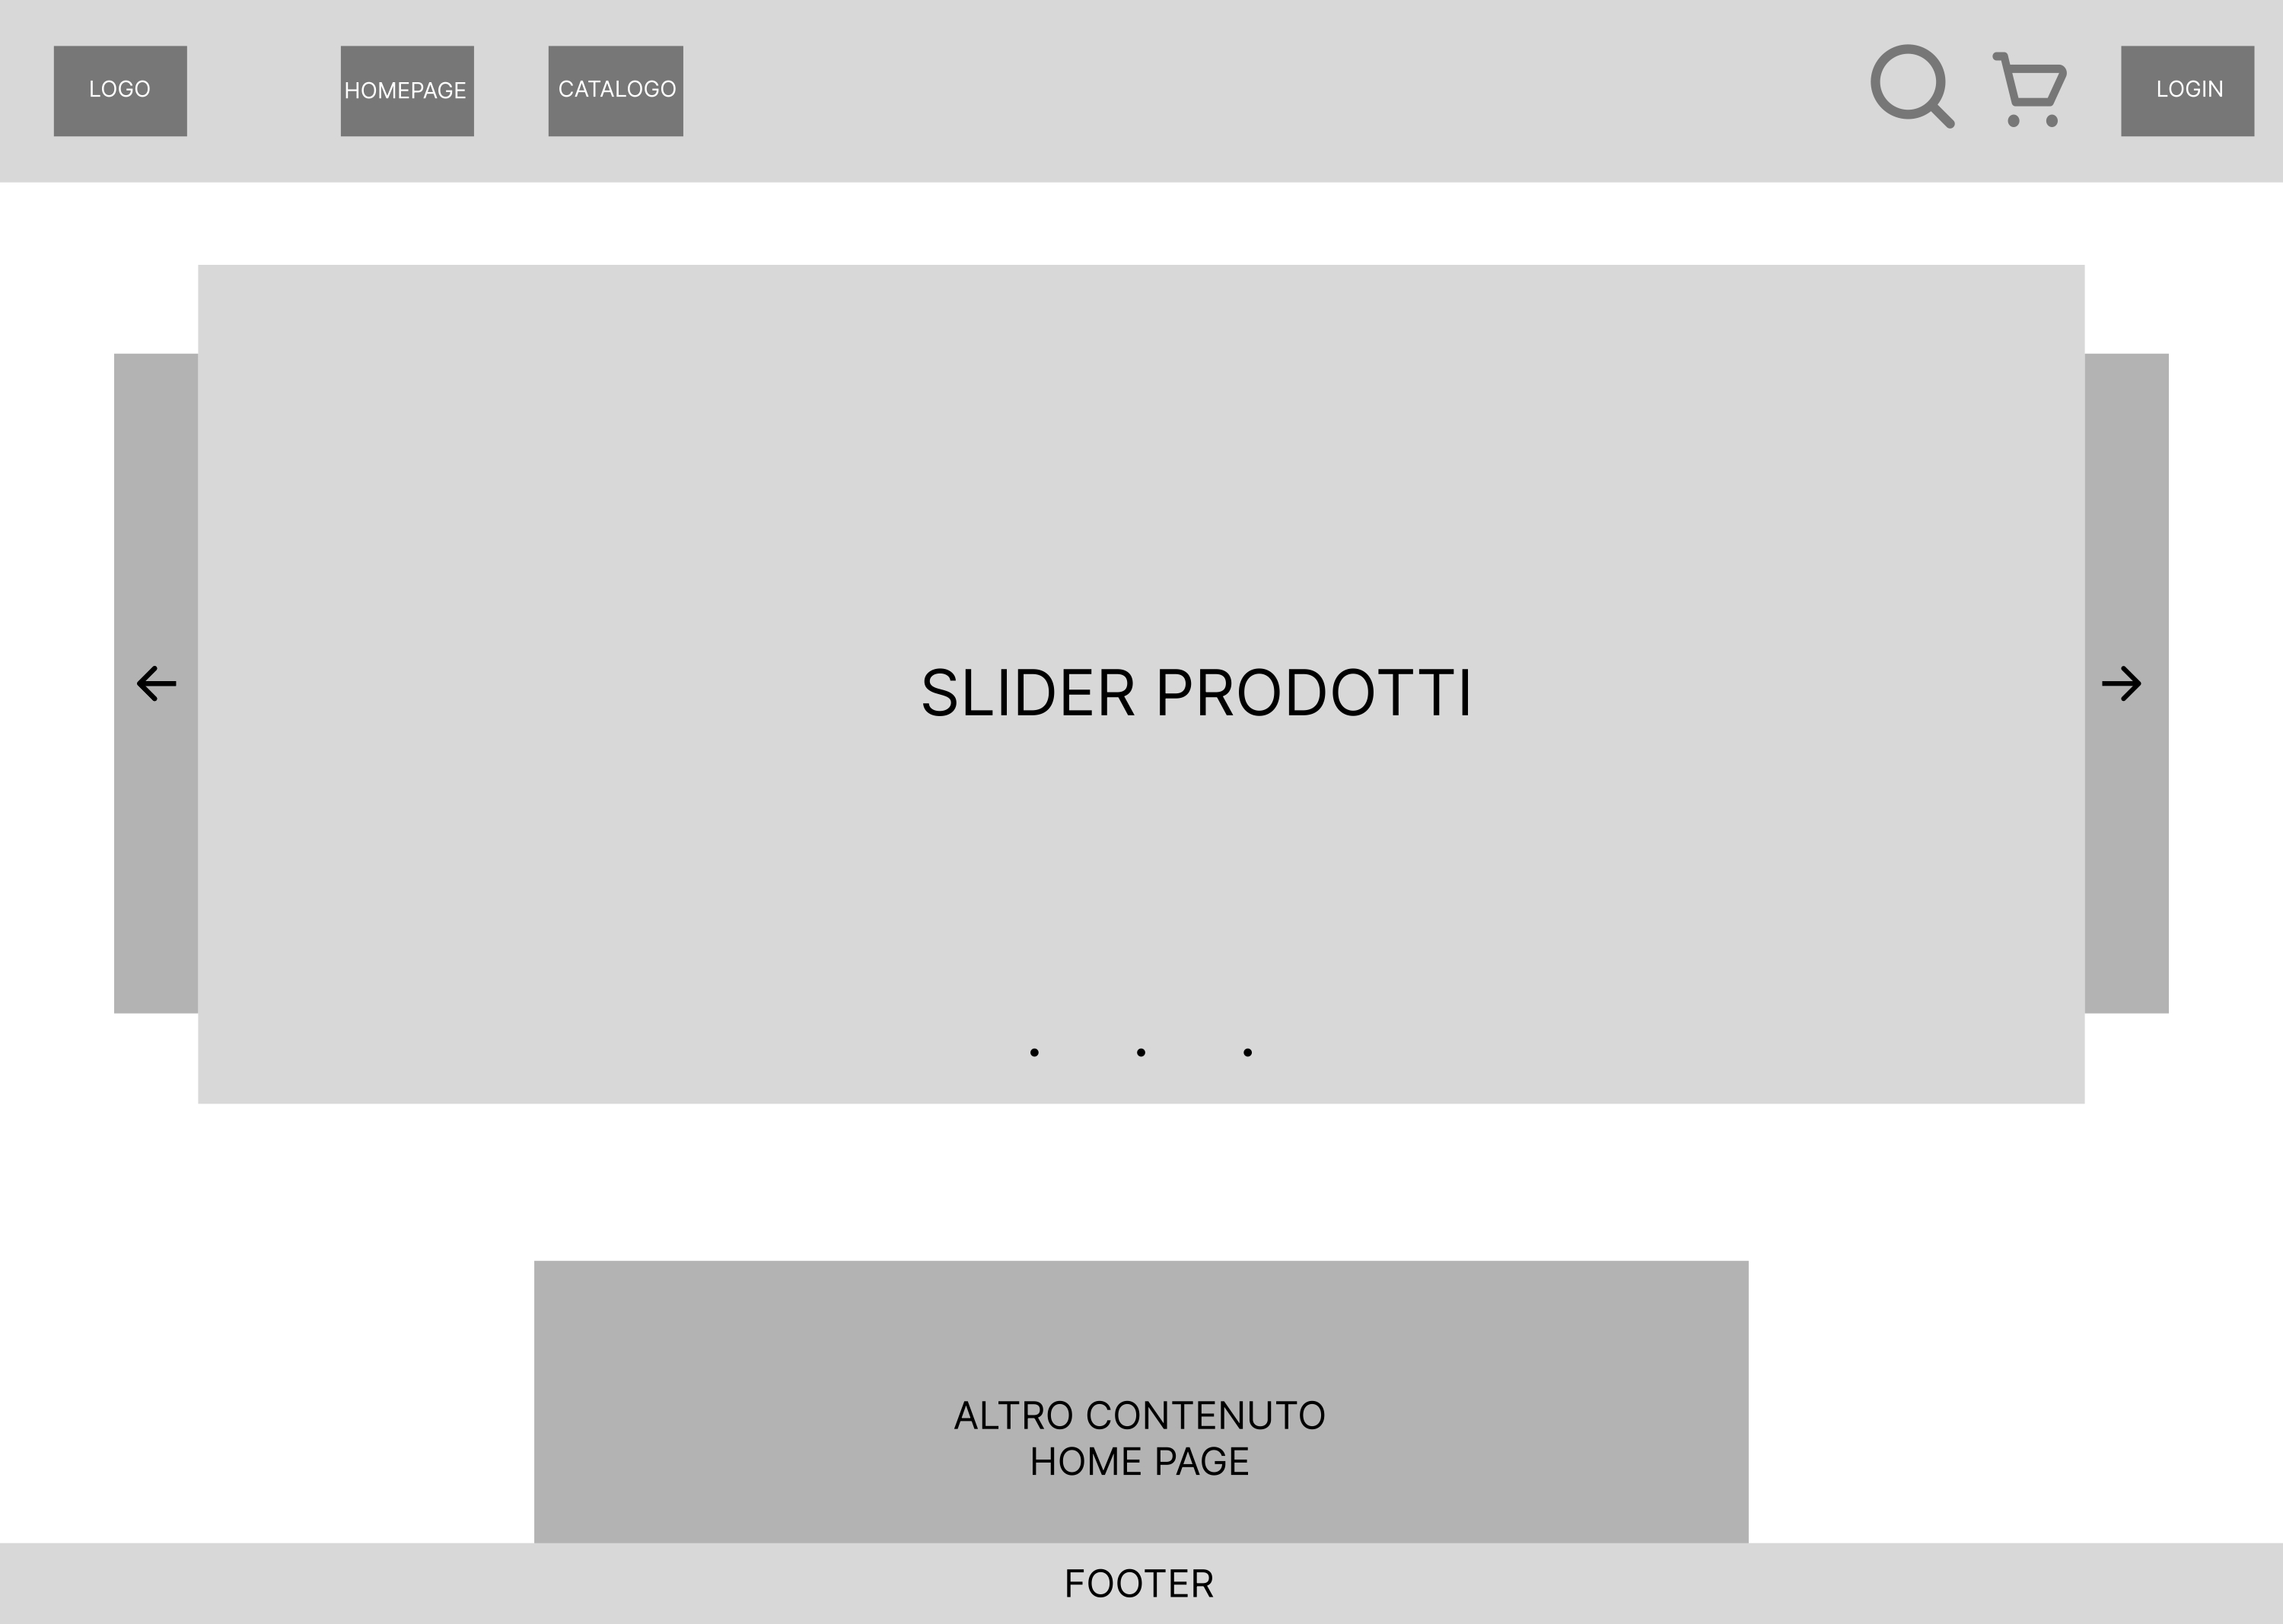 LOGO
HOMEPAGE
CATALOGO
LOGIN
SLIDER PRODOTTI
ALTRO CONTENUTO
HOME PAGE
FOOTER